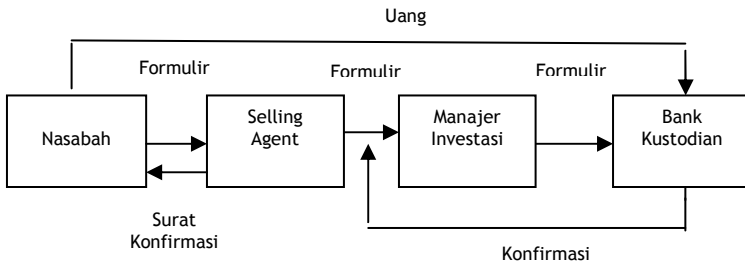 Uang
Formulir
Formulir
Formulir
Nasabah
Selling
Agent
Manajer
Investasi
Bank
Kustodian
Surat
Konfirmasi
Konfirmasi